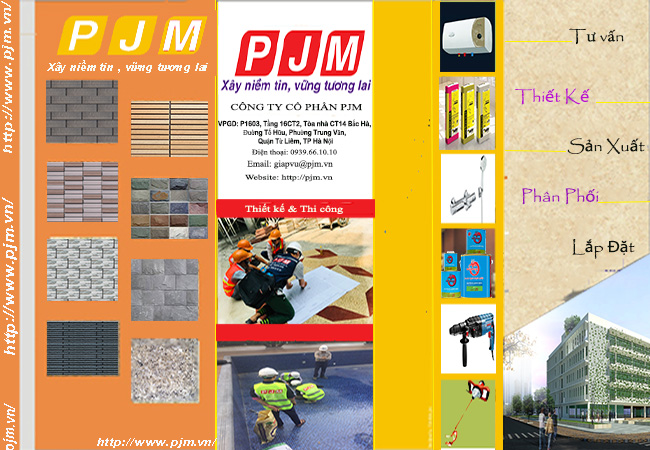 http://www.pjm.vn/
http://www.pjm.vn/
http://www.pjm.vn/
pjm.vn/
PJM
Xây niềm tin , vững tương lai
http://www.pjm.vn/
PJM
Xây niềm tin, vững tương lai
CÔNG TY CỔ PHẦN PJM
VPGD: P1603, Tầng 16CT2, Tòa nhà CT14 Bắc Hà,
Đường Tố Hữu, Phường Trung Văn,
Quận Từ Liêm, TP Hà Nội
Điện thoại: 0939.66.10.10
Email: giapvu@pjm.vn
Website: http://pjm.vn
Thiết kế & Thi công
Tư vấn
Thiết Kế
Sản Xuất
Phân Phối
Lắp Đặt